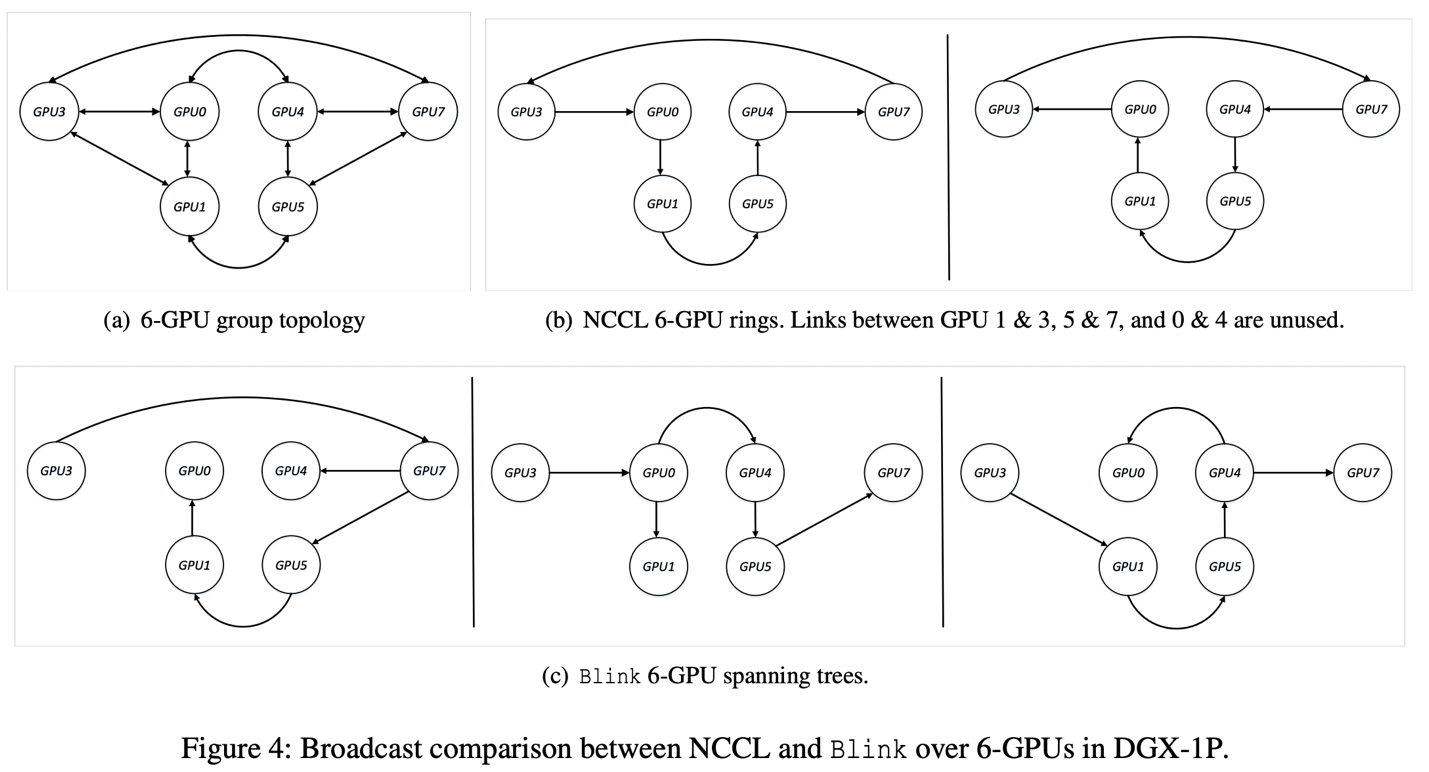 GPU3 GPU0 GPU4 GPU7
GPU1 GPU5
(a) 6-GPU group topology
GPU3 GPU0 GPU4 GPU7
GPU1 GPU5
GPU3 GPU0 GPU4 GPU7
GPU1 GPU5
(b) NCCL 6-GPU rings. Links between GPU 1 & 3, 5 & 7, and 0 & 4 are unused.
GPU3 GPU0 GPU4 GPU7
GPU1 GPU5
GPU3 GPU0 GPU4 GPU7
GPU1 GPU5
GPU3 GPU0 GPU4 GPU7
GPU1 GPU5
(c) Blink 6-GPU spanning trees.
Figure 4: Broadcast comparison between NCCL and Blink over 6-GPUs in DGX-1P.